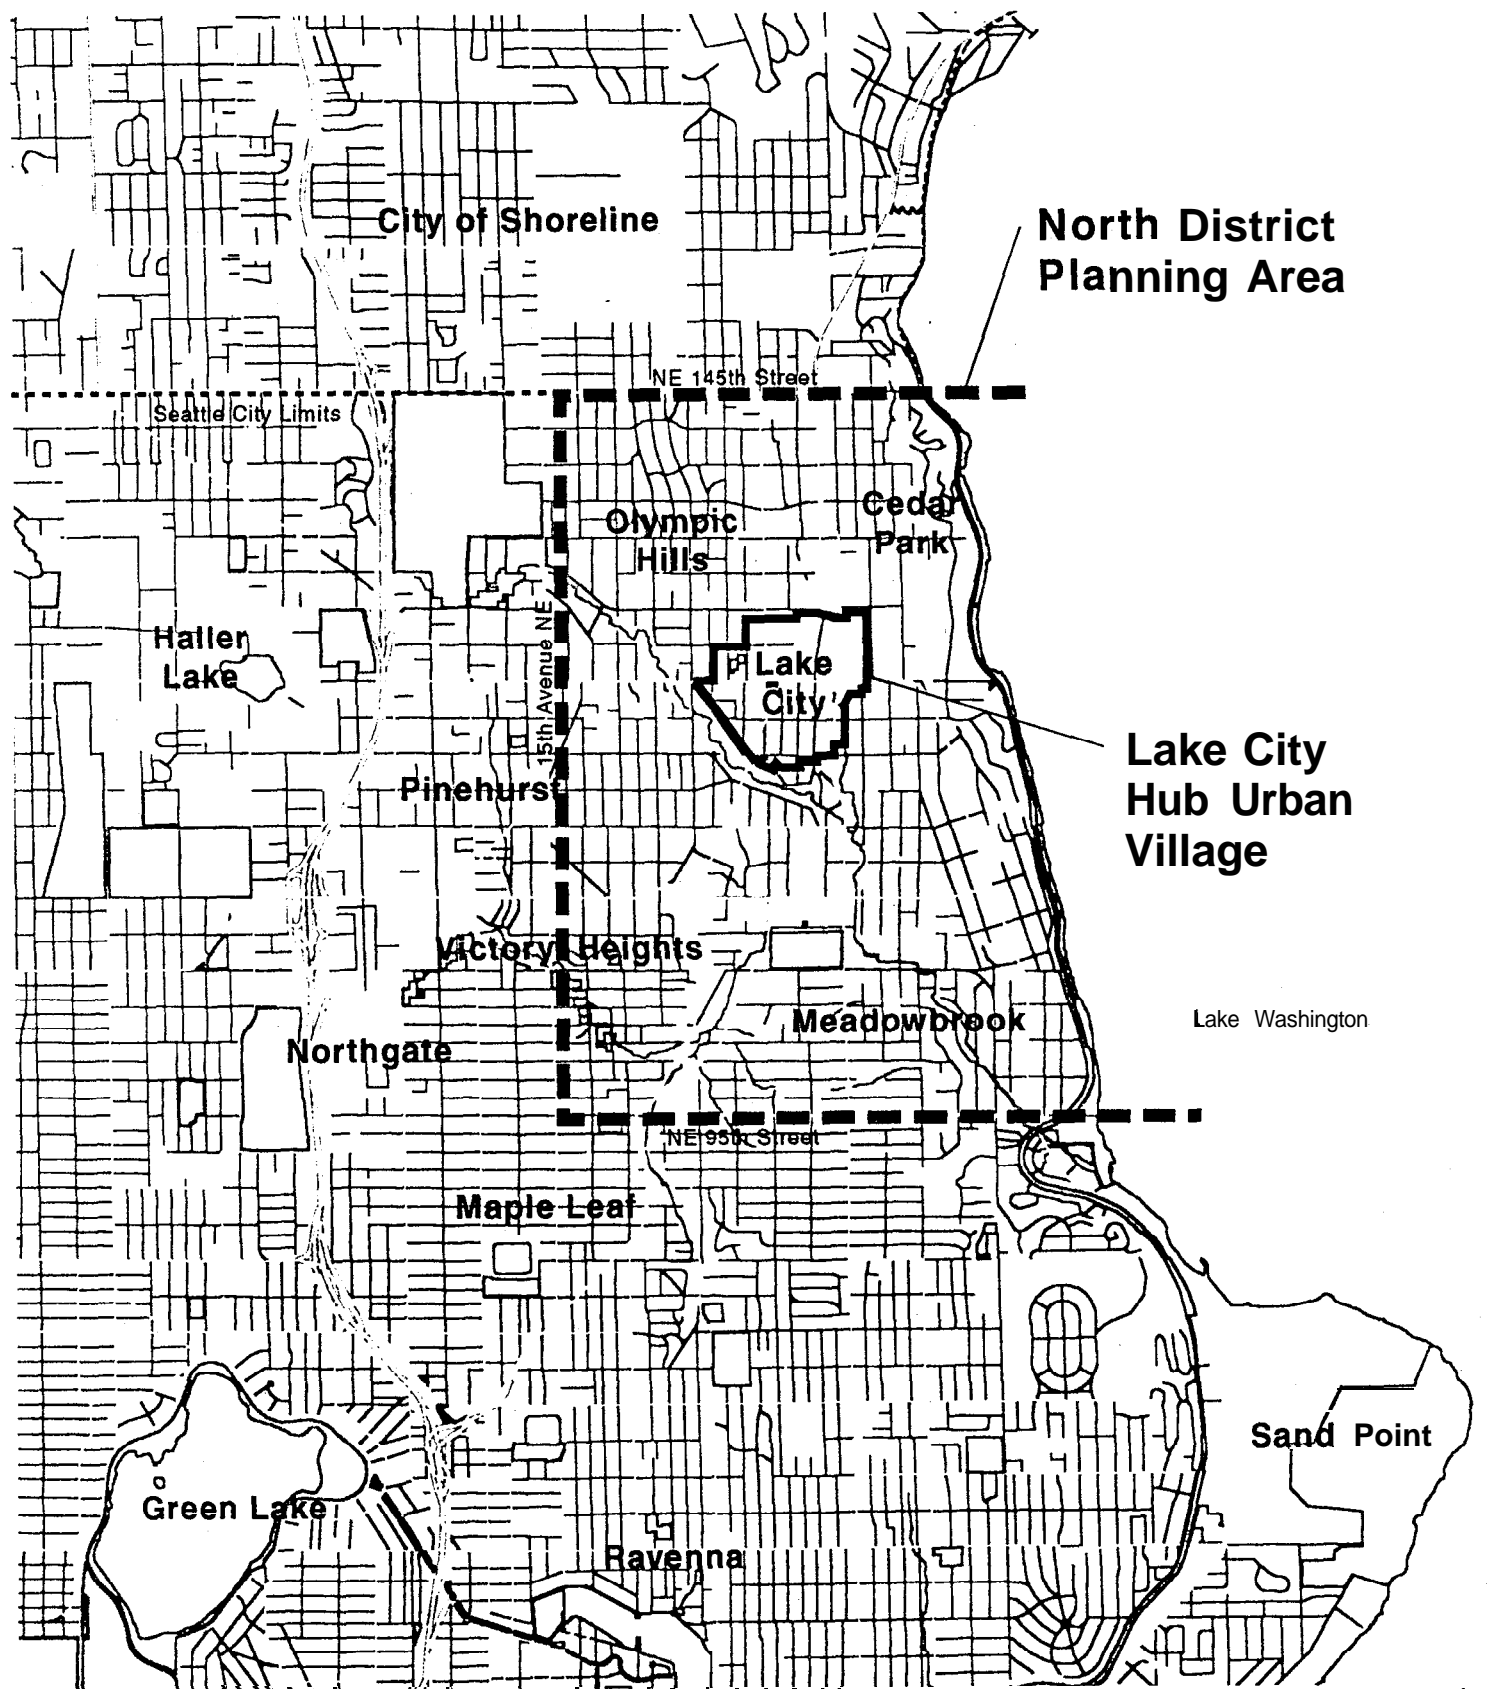 City of Shoreline
North District
Planning Area
NE 145th Street
Seattle City Limits
Cedar
Park
Olympic
Hills
15th Avenue NE
Haller
Lake
Lake
City
Lake City
Hub Urban
Village
Pinehurst
Victory Heights
Meadowbrook
Lake Washington
Northgate
NE 95th Street
Maple Leaf
Sand Point
Green Lake
Ravenna